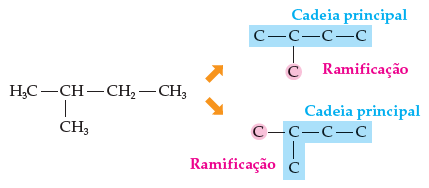 Cadeia principal
C — C — C — C
C
Ramificação
H₃C — CH — CH₂ — CH₃
CH₃
Cadeia principal
C — C — C — C
Ramificação
C